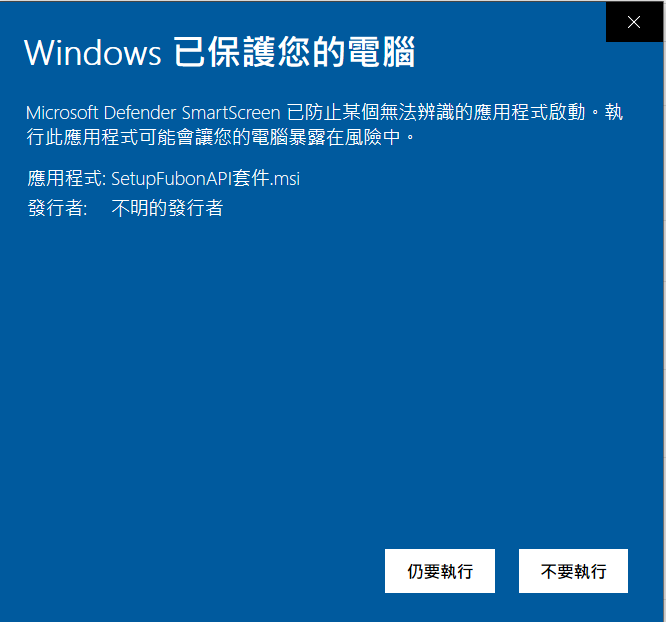 Windows 已保護您的電腦
Microsoft Defender SmartScreen 已防止某個無法辨識的應用程式啟動。執
行此應用程式可能會讓您的電腦暴露在風險中。
應用程式: SetupFubonAPI套件.msi
發行者: 不明的發行者
仍要執行 不要執行